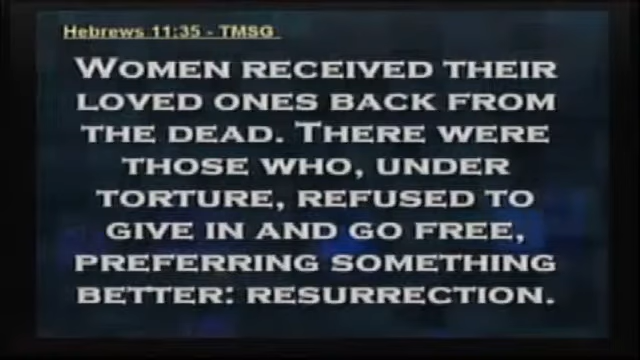 Hebrews 11:35 - TMSG
WOMEN RECEIVED THEIR
LOVED ONES BACK FROM
THE DEAD. THERE WERE
THOSE WHO, UNDER
TORTURE, REFUSED TO
GIVE IN AND GO FREE,
PREFERRING SOMETHING
BETTER: RESURRECTION.